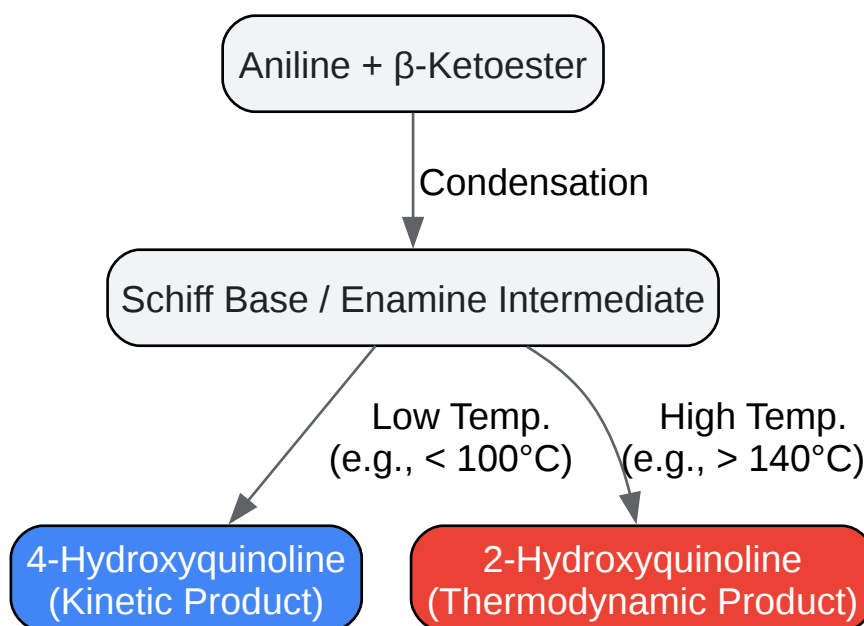 Aniline + β-Ketoester
Condensation
Schiff Base / Enamine Intermediate
Low Temp.
(e.g., < 100°C)
High Temp.
(e.g., > 140°C)
4-Hydroxyquinoline
(Kinetic Product)
2-Hydroxyquinoline
(Thermodynamic Product)